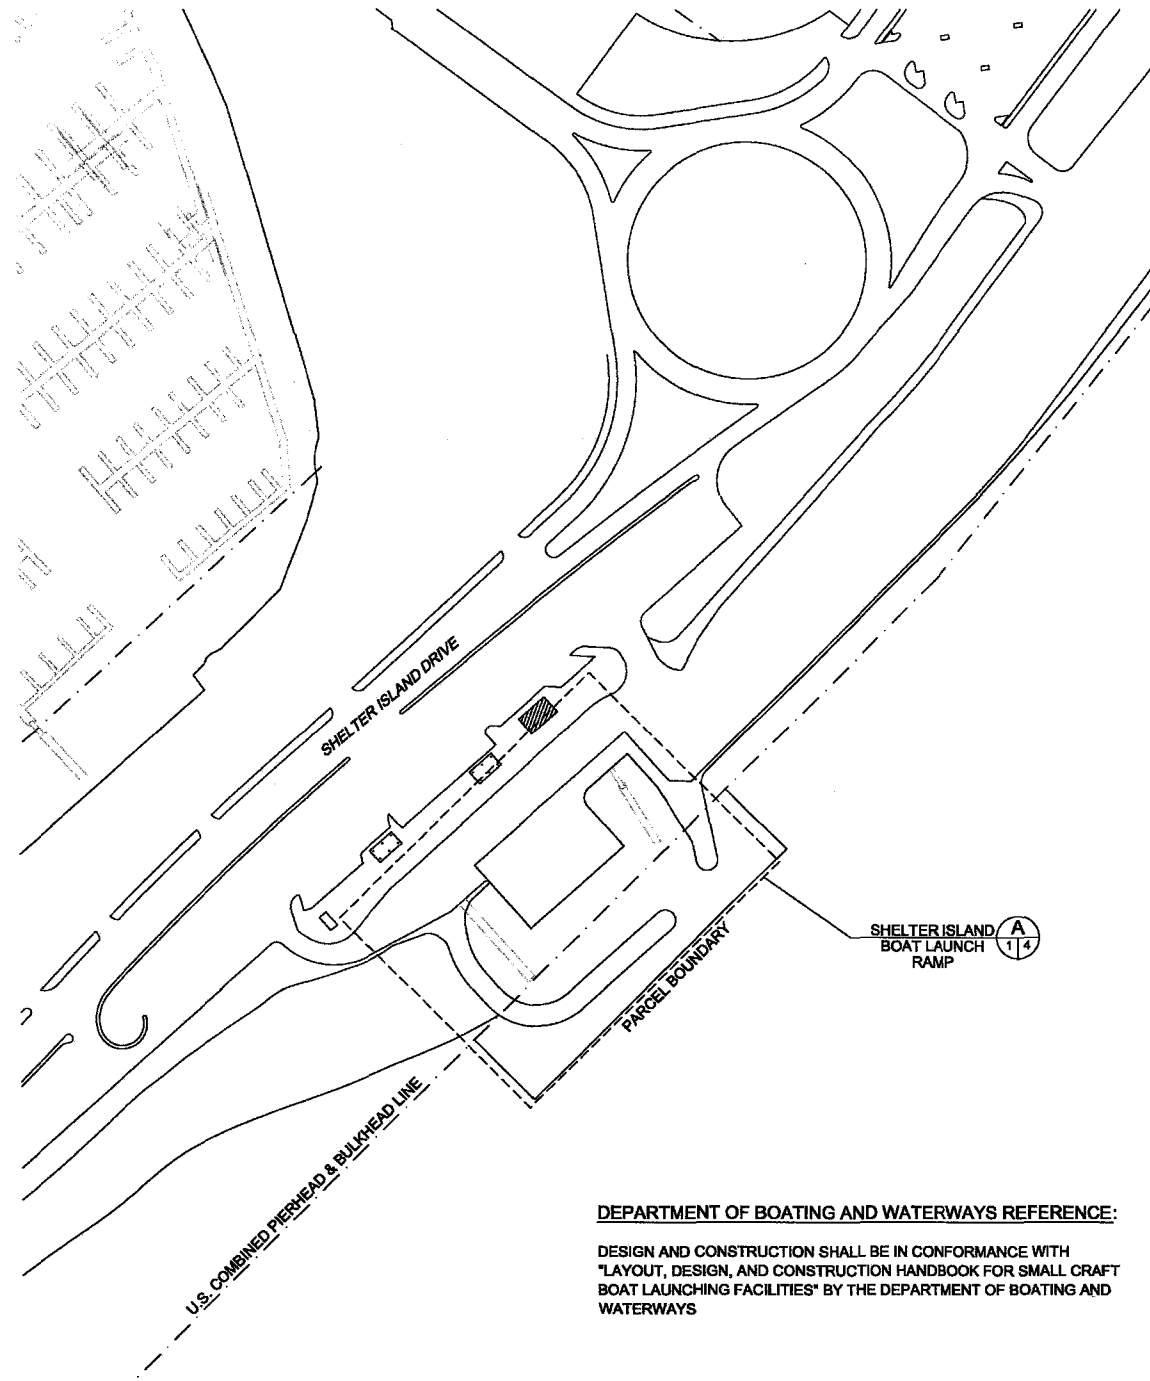 SHELTER ISLAND DRIVE
SHELTER ISLAND
BOAT LAUNCH
RAMP
A
1 4
PARCEL BOUNDARY
U.S. COMBINED PIERHEAD & BULKHEAD LINE
DEPARTMENT OF BOATING AND WATERWAYS REFERENCE:
DESIGN AND CONSTRUCTION SHALL BE IN CONFORMANCE WITH
"LAYOUT, DESIGN, AND CONSTRUCTION HANDBOOK FOR SMALL CRAFT
BOAT LAUNCHING FACILITIES" BY THE DEPARTMENT OF BOATING AND
WATERWAYS